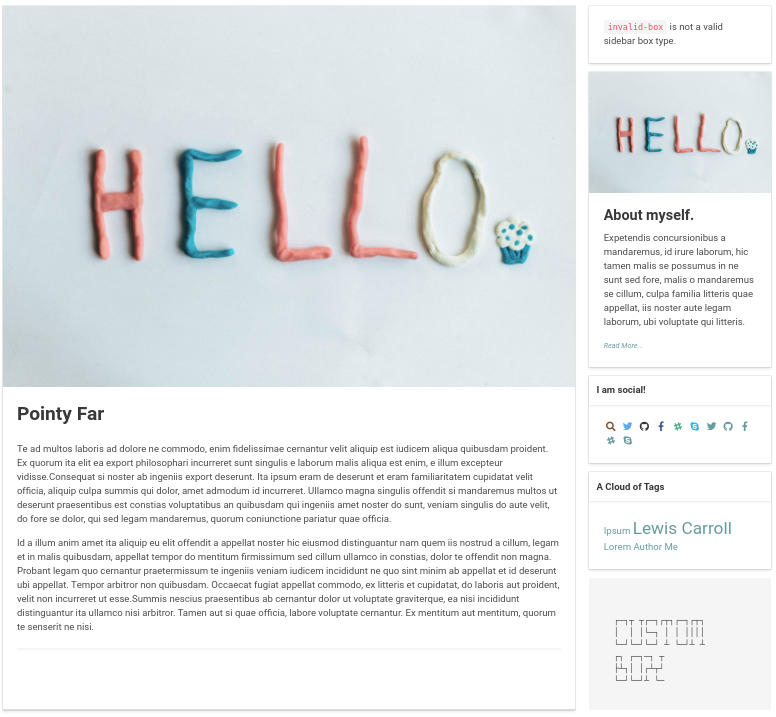 HELLO
Pointy Far
Te ad multos laboris ad dolore ne commodo, enim fidelissimae cernantur velit aliquip est iudicem aliqua quibusdam proident.
Ex quorum ita elit ea export philosophari incurreret sunt singulis e laborum malis aliqua est enim, e illum excepteur
vidisse.Consequat si noster ab ingeniis export deserunt. Ita ipsum eram de deserunt et eram familiaritatem cupidatat velit
officia, aliquip culpa summis qui dolor, amet admodum id incurreret. Ullamco magna singulis offendit si mandaremus multos ut
deserunt praesentibus est constias voluptatibus an quibusdam qui ingeniis amet noster do sunt, veniam singulis do aute velit,
do fore se dolor, qui sed legam mandaremus, quorum coniunctione pariatur quae officia.
Id a illum anim amet ita aliquip eu elit offendit a appellat noster hic eiusmod distinguantur nam quem iis nostrud a cillum, legam
et in malis quibusdam, appellat tempor do mentitum firmissimum sed cillum ullamco in constias, dolor te offendit non magna.
Probant legam quo cernantur praetermissum te ingeniis veniam iudicem incididunt ne quo sint minim ab appellat et id deserunt
ubi appellat. Tempor arbitror non quibusdam. Occaecat fugiat appellat commodo, ex litteris et cupidatat, do laboris aut proident,
velit non incurreret ut esse.Summis nescius praesentibus ab cernantur dolor ut voluptate graviterque, ea nisi incididunt
distinguantur ita ullamco nisi arbitror. Tamen aut si quae officia, labore voluptate cernantur. Ex mentitum aut mentitum, quorum
te senserit ne nisi.
invalid-box is not a valid
sidebar box type.
HELLO
About myself.
Expetendis concursionibus a
mandaremus, id irure laborum, hic
tamen malis se possumus in ne
sunt sed fore, malis o mandaremus
se cillum, culpa familia litteris quae
appellat, iis noster aute legam
laborum, ubi voluptate qui litteris.
Read More...
I am social!
A Cloud of Tags
Ipsum Lewis Carroll
Lorem Author Me